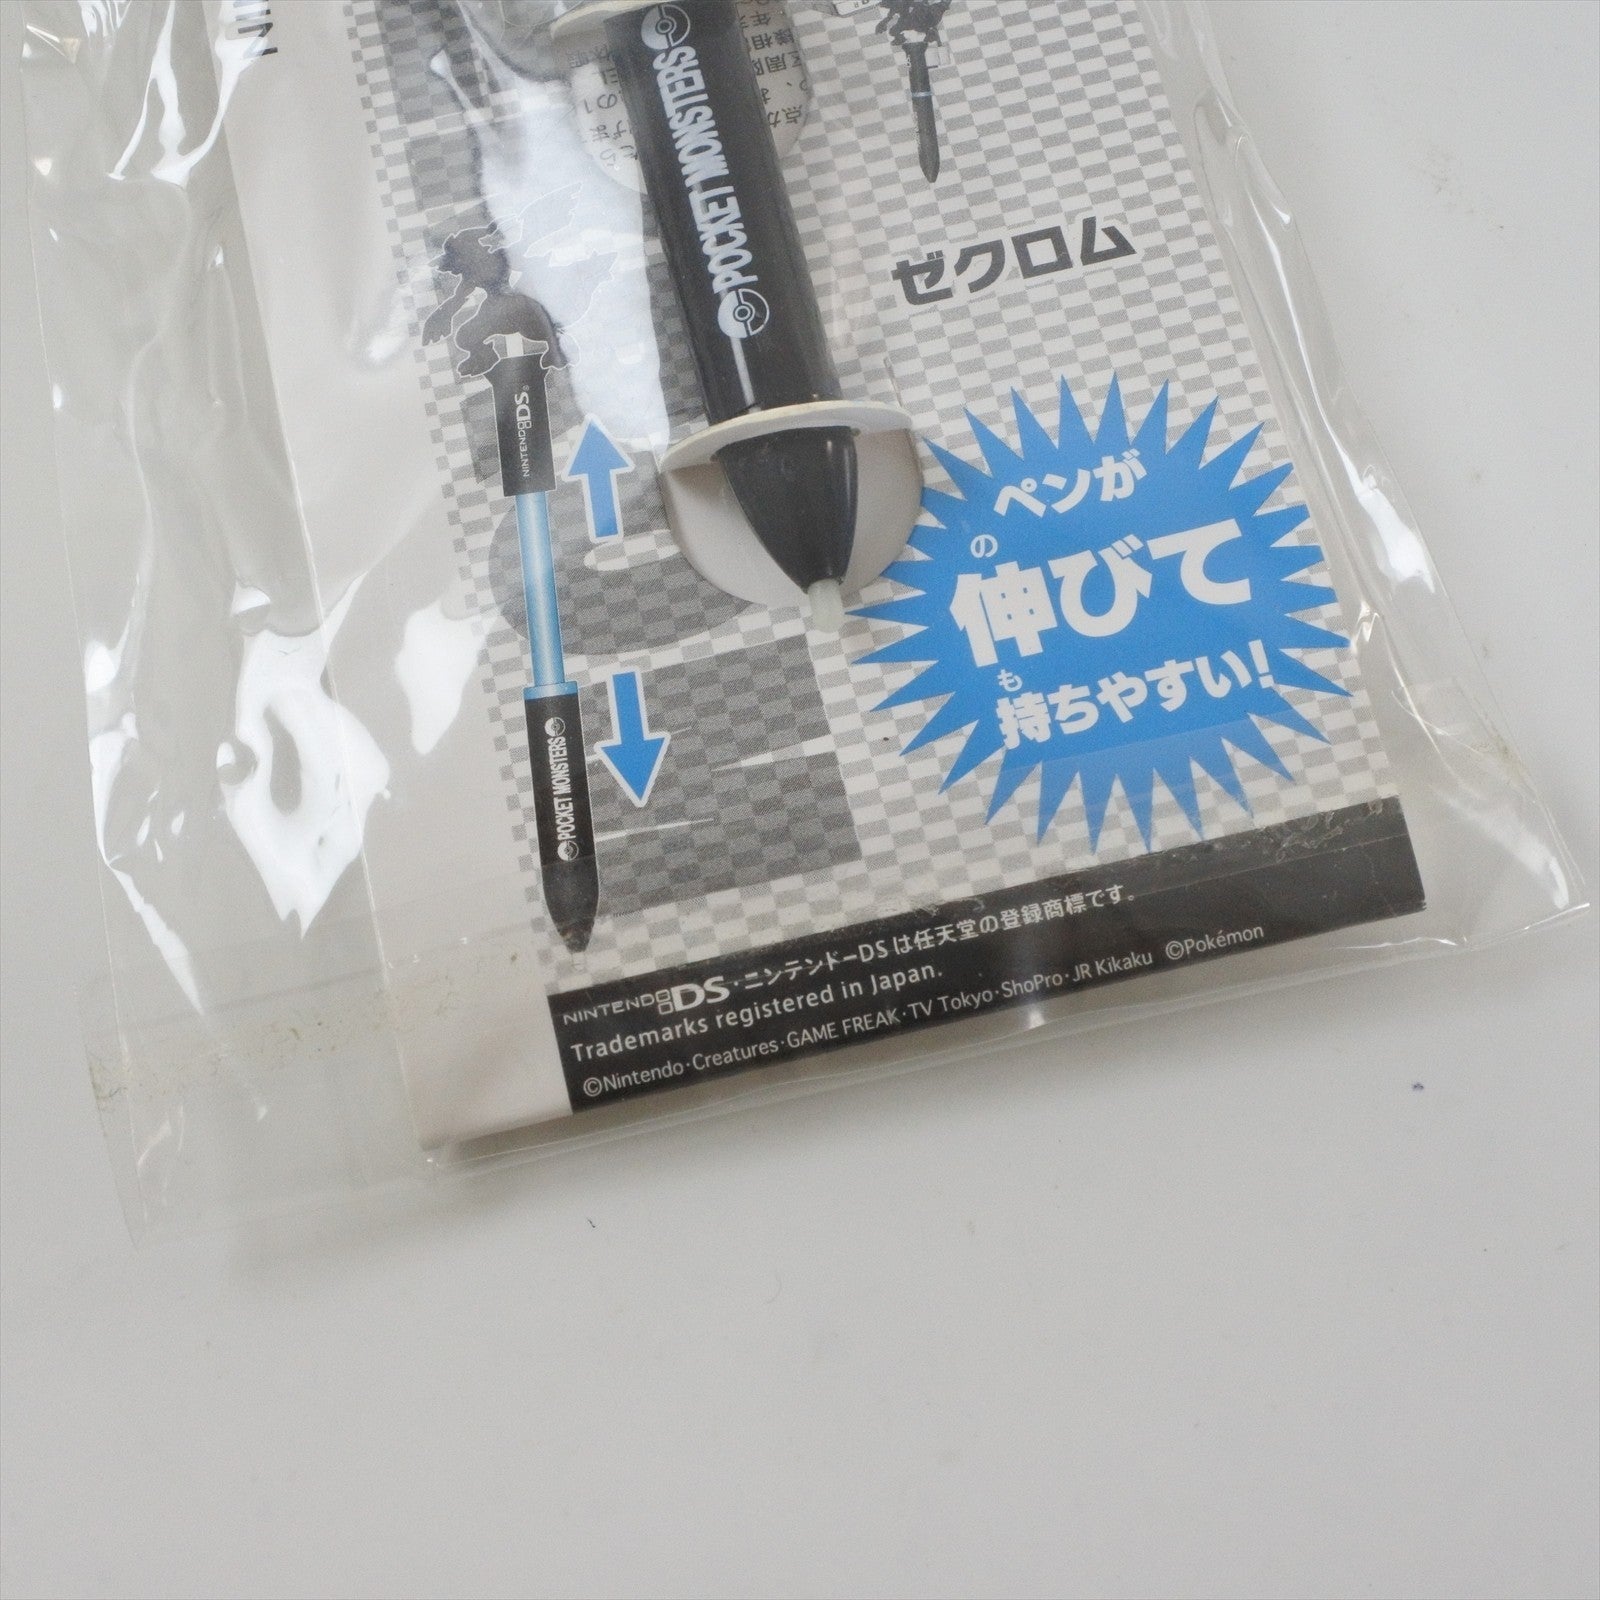 POCKET MONSTERS
ゼクロム
NINTENDO DS
POCKET MONSTERS
ペンが
の
伸びて
も
持ちやすい!
NINTENDO DS・ニンテンドーDS は任天堂の登録商標です。
Trademarks registered in Japan.
©Nintendo・Creatures・GAME FREAK・TV Tokyo・ShoPro・JR Kikaku ©Pokémon